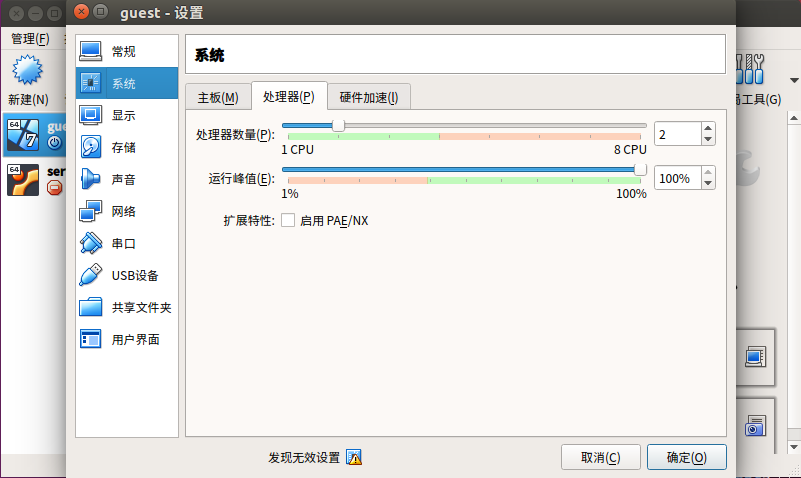 guest - 设置
管理(F)
新建(N)
工具(G)
64
7
gue
64
ser
常规
系统
显示
存储
声音
网络
串口
USB设备
共享文件夹
用户界面
系统
主板(M)
处理器(P)
硬件加速(l)
处理器数量(P):
2
1 CPU
8 CPU
运行峰值(E):
100%
1%
100%
扩展特性:
启用 PAE/NX
发现无效设置
取消(C)
确定(O)